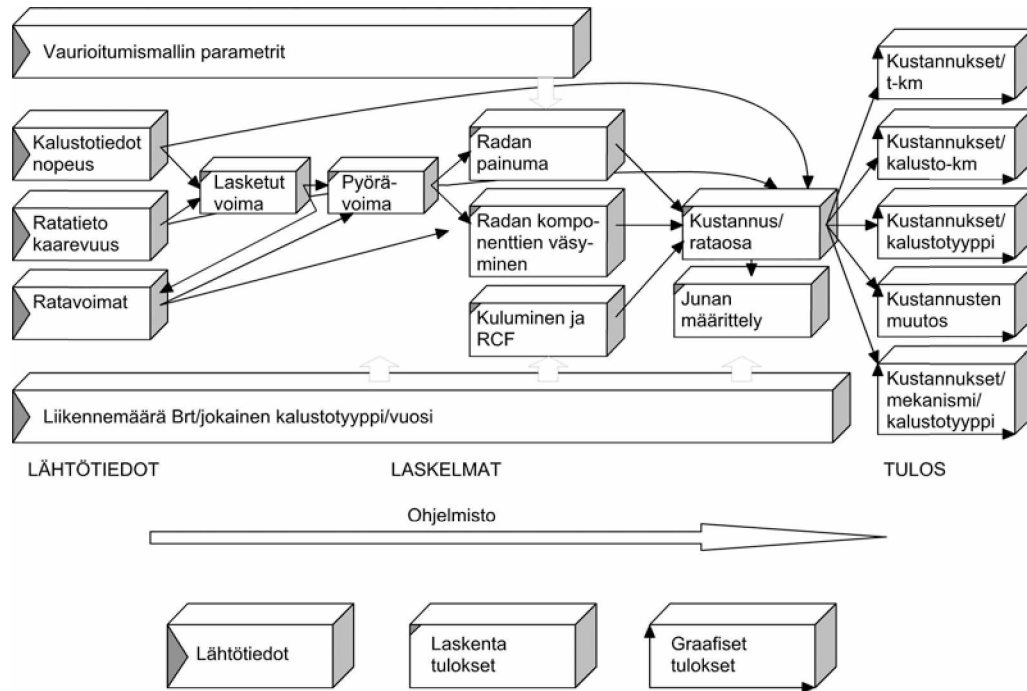 Vaurioitumismallin parametrit
Kalustotiedot
nopeus
Ratatieto
kaarevuus
Ratavoimat
Lasketut
voima
Pyörä-
voima
Radan
painuma
Radan kompo-
nenttien väsy-
minen
Kuluminen ja
RCF
Kustannus/
rataosa
Junan
määrittely
Kustannukset/
t-km
Kustannukset/
kalusto-km
Kustannukset/
kalustotyyppi
Kustannusten
muutos
Kustannukset/
mekanismi/
kalustotyyppi
Liikennemäärä Brt/jokainen kalustotyyppi/vuosi
LÄHTÖTIEDOT
LASKELMAT
TULOS
Ohjelmisto
Lähtötiedot
Laskenta
tulokset
Graafiset
tulokset